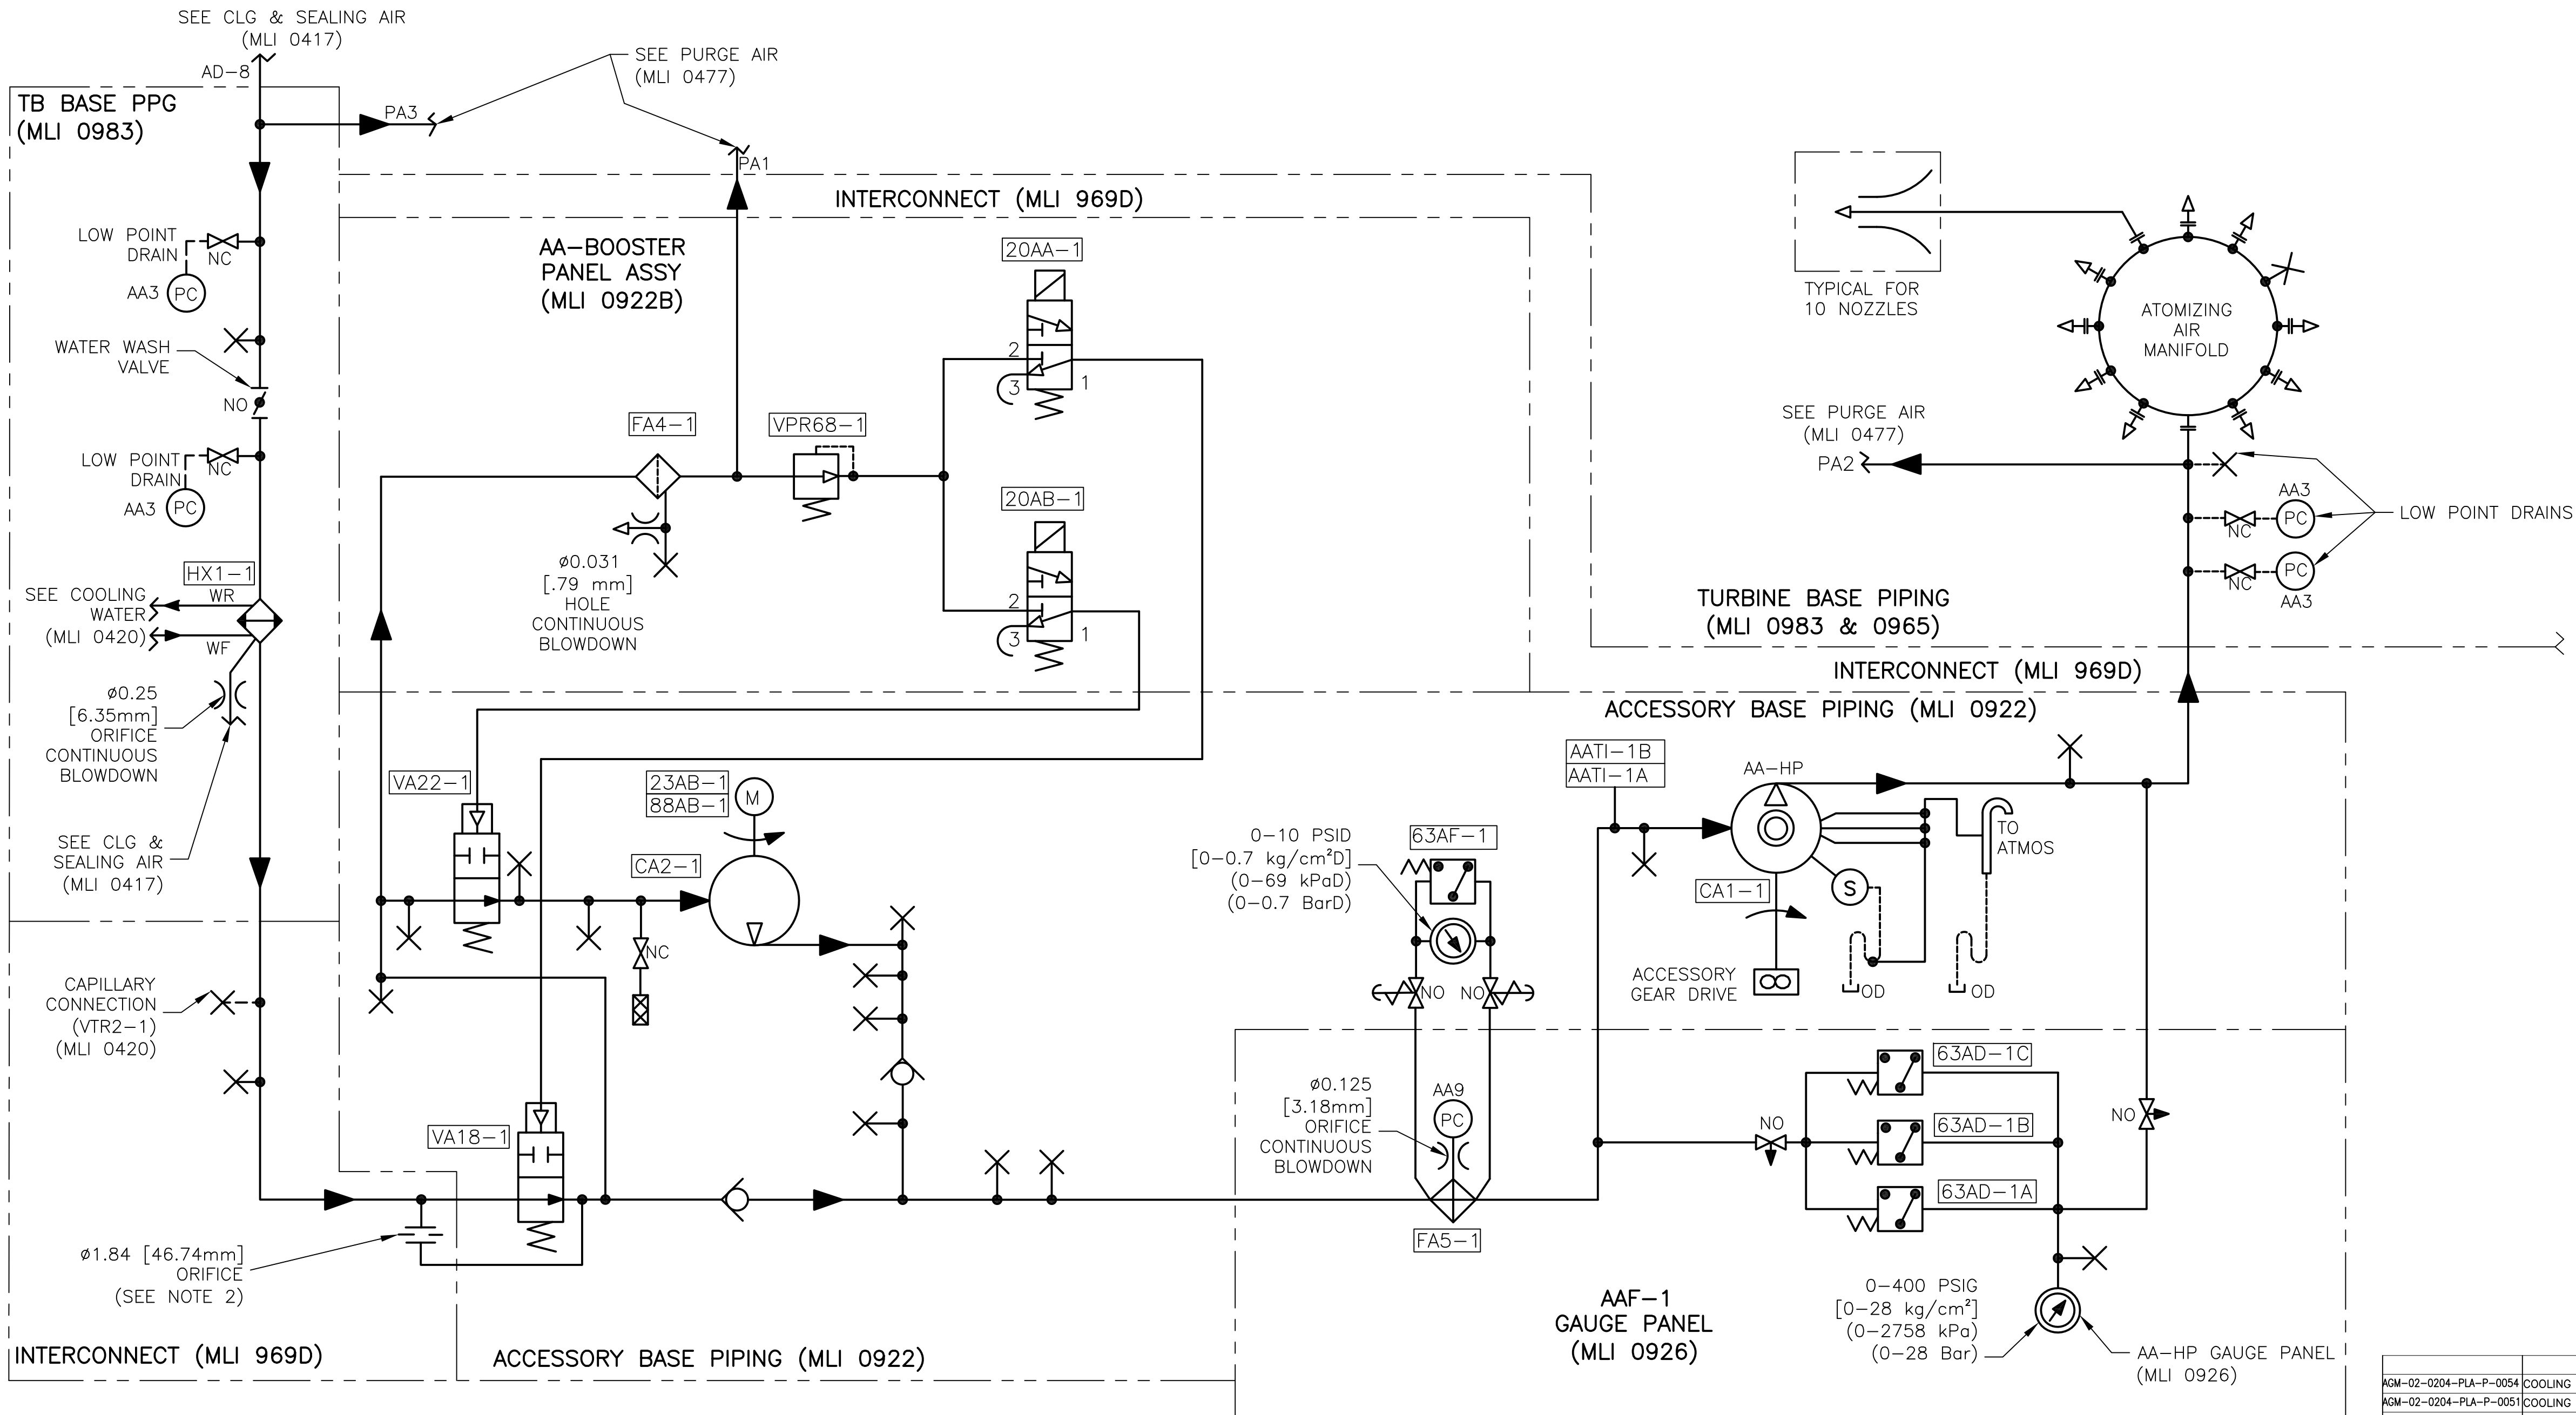 SEE CLG & SEALING AIR
(MLI 0417)
AD-8
TB BASE PPG
(MLI 0983)
PA3
SEE PURGE AIR
(MLI 0477)
PA1
INTERCONNECT (MLI 969D)
LOW POINT
DRAIN
NC
AA3
PC
WATER WASH
VALVE
NO
LOW POINT
DRAIN
NC
AA3
PC
HX1-1
SEE COOLING
WATER
(MLI 0420)
WR
WF
ø0.25
[6.35mm]
ORIFICE
CONTINUOUS
BLOWDOWN
SEE CLG &
SEALING AIR
(MLI 0417)
CAPILLARY
CONNECTION
(VTR2-1)
(MLI 0420)
ø1.84 [46.74mm]
ORIFICE
(SEE NOTE 2)
INTERCONNECT (MLI 969D)
AA-BOOSTER
PANEL ASSY
(MLI 0922B)
20AA-1
2
3
1
FA4-1
VPR68-1
20AB-1
2
3
1
ø0.031
[.79 mm]
HOLE
CONTINUOUS
BLOWDOWN
VA22-1
23AB-1
88AB-1
M
CA2-1
NC
VA18-1
ACCESSORY BASE PIPING (MLI 0922)
TYPICAL FOR
10 NOZZLES
ATOMIZING
AIR
MANIFOLD
SEE PURGE AIR
(MLI 0477)
PA2
AA3
PC
NC
LOW POINT DRAINS
PC
NC
AA3
TURBINE BASE PIPING
(MLI 0983 & 0965)
INTERCONNECT (MLI 969D)
ACCESSORY BASE PIPING (MLI 0922)
AATI-1B
AATI-1A
AA-HP
TO
ATMOS
CA1-1
S
ACCESSORY
GEAR DRIVE
OD
OD
0-10 PSID
[0-0.7 kg/cm²D]
(0-69 kPaD)
(0-0.7 BarD)
63AF-1
NO
NO
ø0.125
[3.18mm]
ORIFICE
CONTINUOUS
BLOWDOWN
AA9
PC
FA5-1
63AD-1C
NO
63AD-1B
NO
63AD-1A
AAF-1
GAUGE PANEL
(MLI 0926)
0-400 PSIG
[0-28 kg/cm²]
(0-2758 kPa)
(0-28 Bar)
AA-HP GAUGE PANEL
(MLI 0926)
AGM-02-0204-PLA-P-0054 COOLING
AGM-02-0204-PLA-P-0051 COOLING